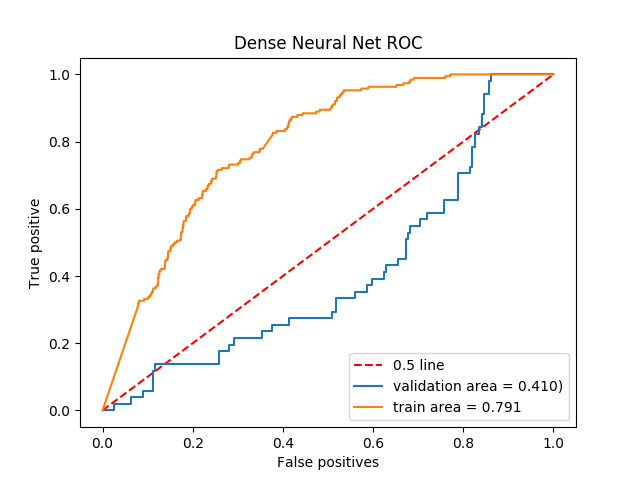 Dense Neural Net ROC
True positive
1.0
0.8
0.6
0.4
0.2
0.0
0.5 line
validation area = 0.410)
train area = 0.791
0.0 0.2 0.4 0.6 0.8 1.0
False positives